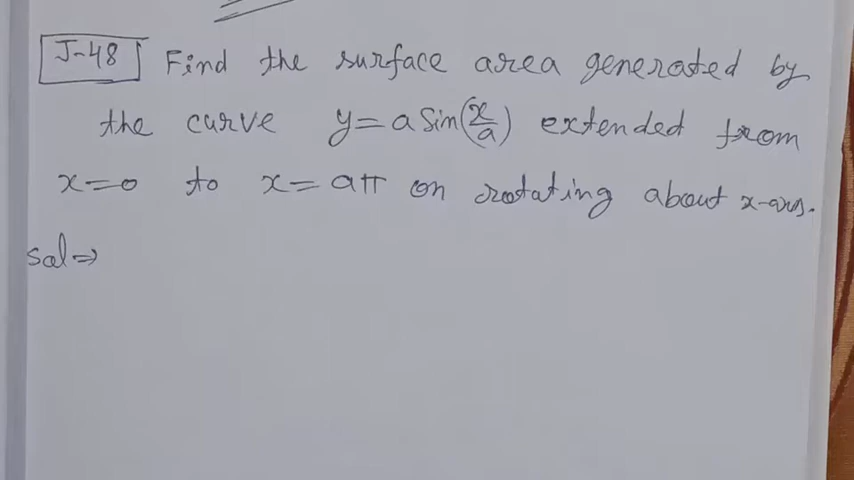 J-48 Find the surface area generated by
the curve y=a sin(x/a) extended from
x=0 to x=aπ on rotating about x-axis.
Sol⇒